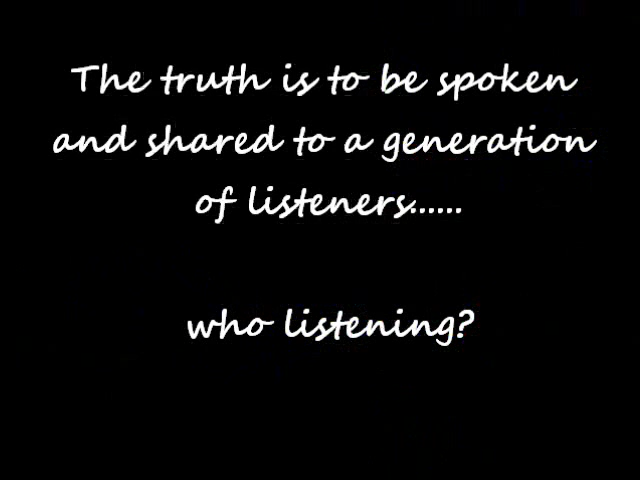 The truth is to be spoken
and shared to a generation
of listeners......
who listening?